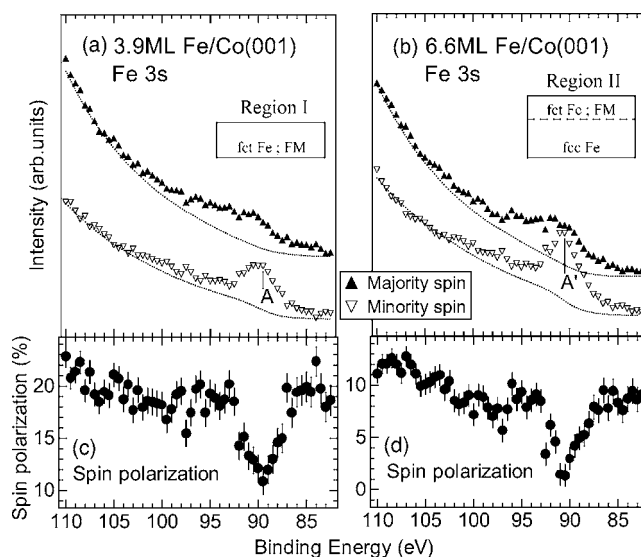 (a) 3.9ML Fe/Co(001)
Fe 3s
Region I
fct Fe ; FM
A
(b) 6.6ML Fe/Co(001)
Fe 3s
Region II
fct Fe ; FM
fcc Fe
A'
▲ Majority spin
▽ Minority spin
Intensity (arb.units)
Spin polarization (%)
20
15
10
(c)
Spin polarization
10
5
0
(d)
Spin polarization
110 105 100 95 90 85
110 105 100 95 90 85
Binding Energy (eV)